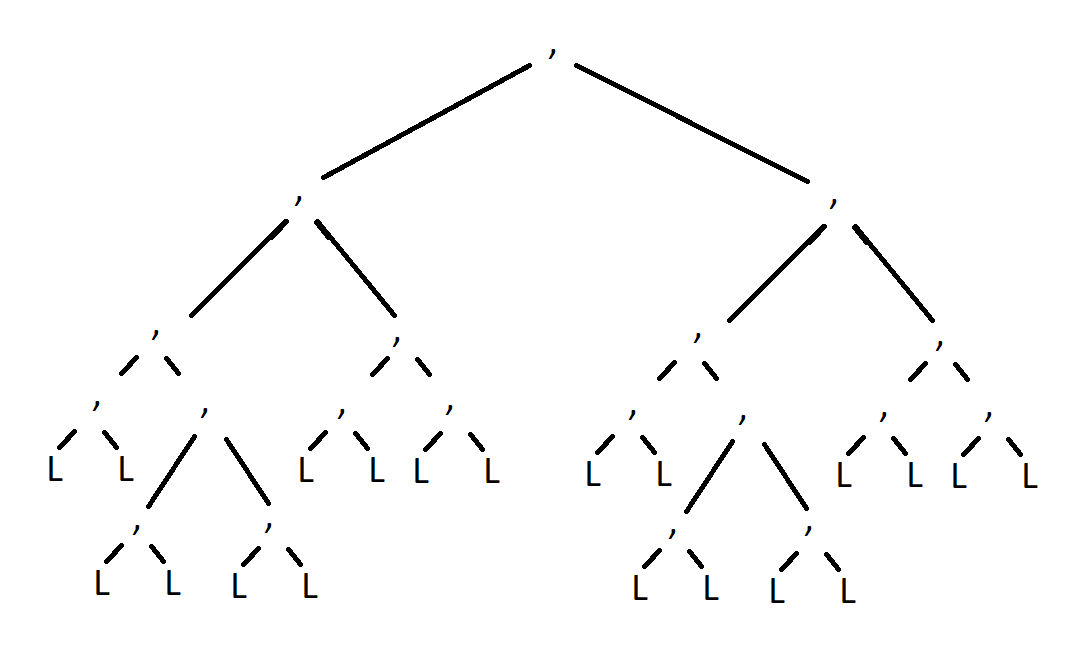 ,
, ,
, , , ,
, , , , , , , ,
L L L L L L L L L L L L
, , , ,
L L L L L L L L